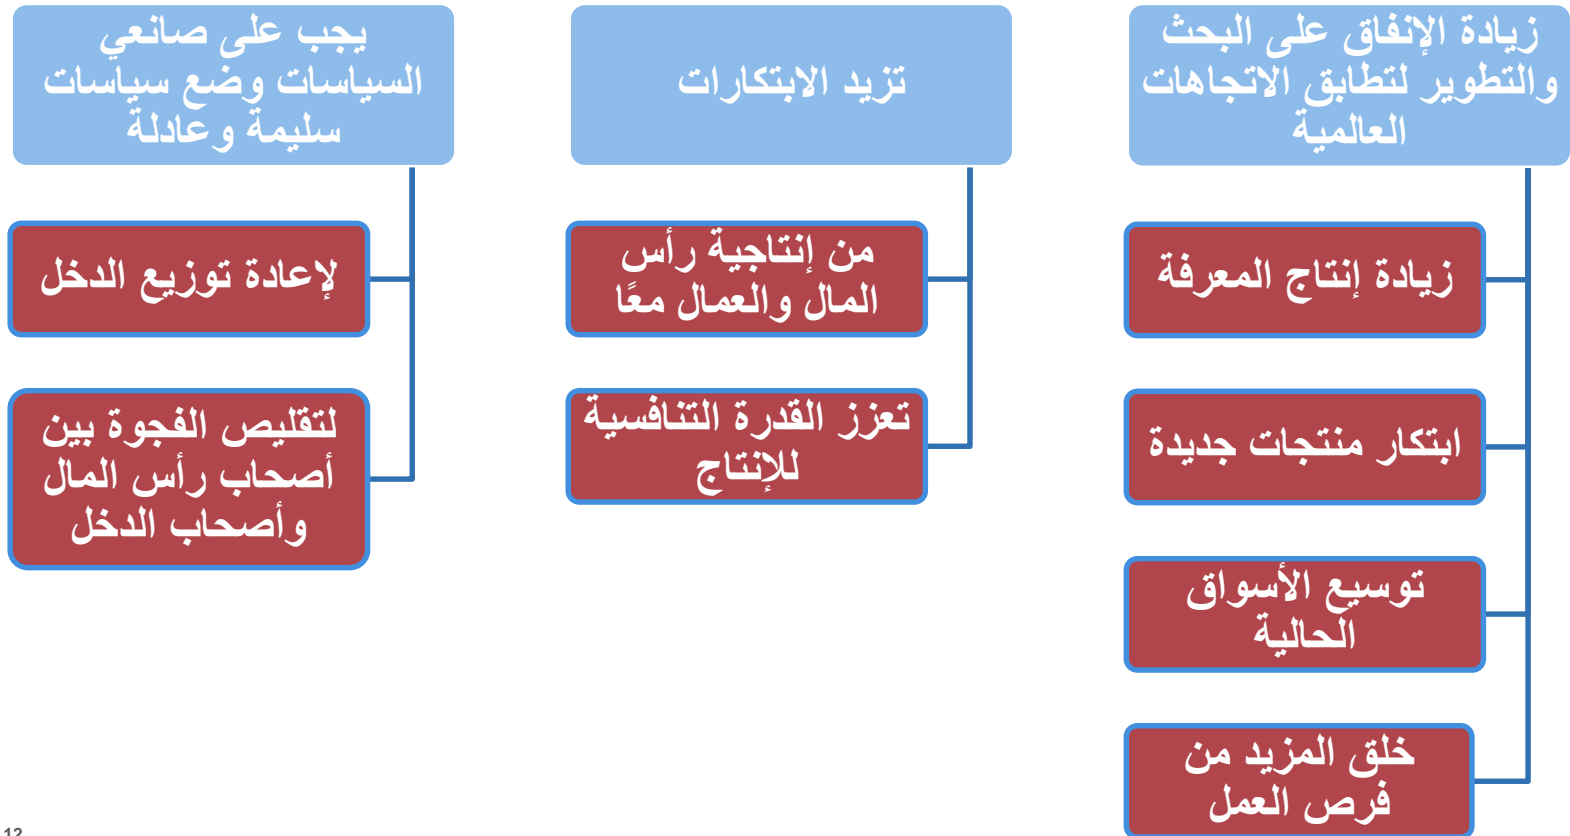 زيادة الإنفاق على البحث
والتطوير لتطابق الاتجاهات
العالمية
زيادة إنتاج المعرفة
ابتكار منتجات جديدة
توسيع الأسواق
الحالية
خلق المزيد من
فرص العمل
تزيد الابتكارات
من إنتاجية رأس
المال والعمال معًا
تعزز القدرة التنافسية
للإنتاج
يجب على صانعي
السياسات وضع سياسات
سليمة وعادلة
لإعادة توزيع الدخل
لتقليص الفجوة بين
أصحاب رأس المال
وأصحاب الدخل
12